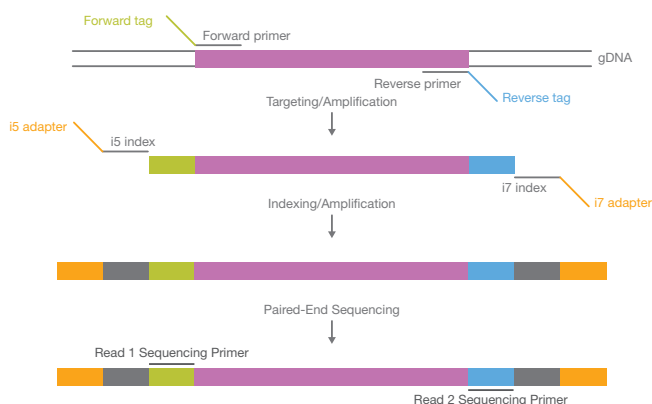 Forward tag
Forward primer
gDNA
Reverse primer
Reverse tag
Targeting/Amplification
i5 adapter
i5 index
i7 index
i7 adapter
Indexing/Amplification
Paired-End Sequencing
Read 1 Sequencing Primer
Read 2 Sequencing Primer